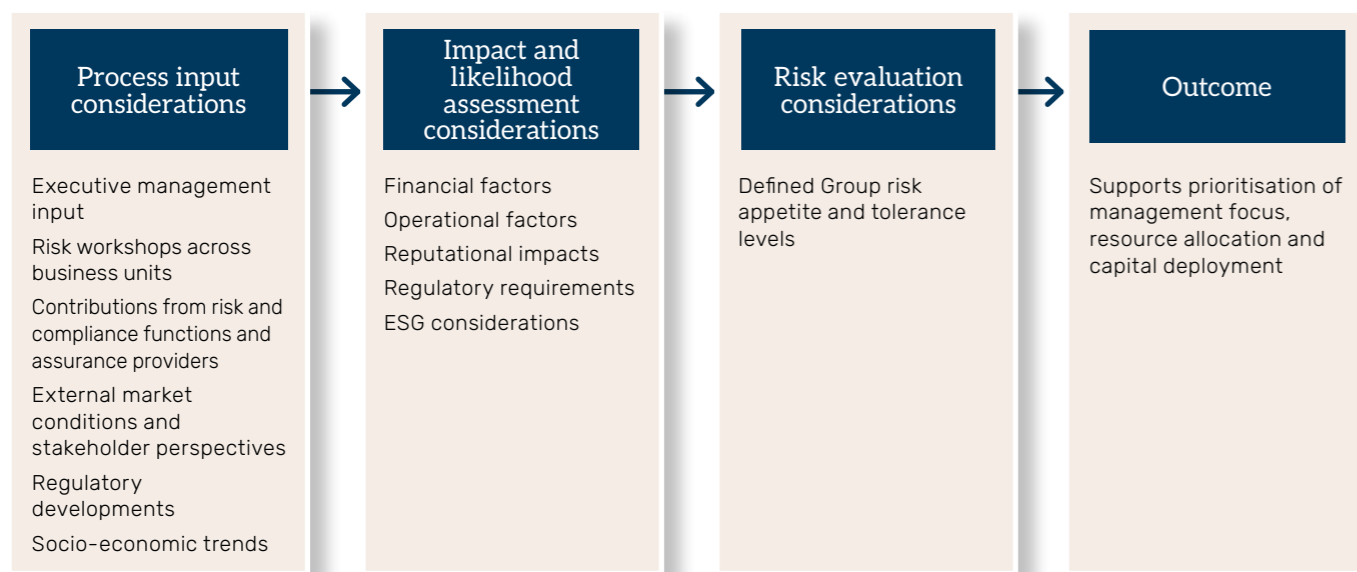 Process input
considerations
Executive management
input
Risk workshops across
business units
Contributions from risk and
compliance functions and
assurance providers
External market
conditions and
stakeholder perspectives
Regulatory
developments
Socio-economic trends
Impact and
likelihood
assessment
considerations
Financial factors
Operational factors
Reputational impacts
Regulatory requirements
ESG considerations
Risk evaluation
considerations
Defined Group risk
appetite and tolerance
levels
Outcome
Supports prioritisation of
management focus,
resource allocation and
capital deployment